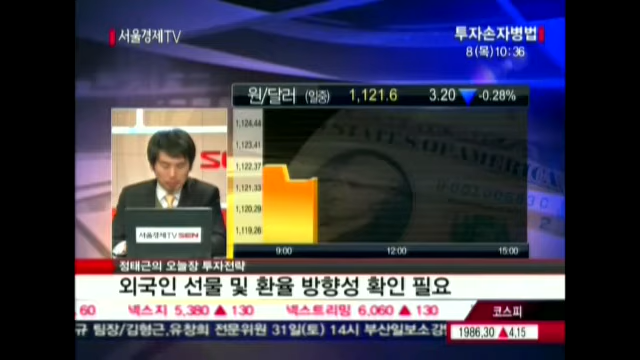 서울경제TV
투자손자병법
8(목)10:36
원/달러 (일중) 1,121.6 3.20 ▼ -0.28%
1,124.44
1,123.41
1,122.37
1,121.33
1,120.29
1,119.26
9:00 12:00 15:00
STATES OF AMERICA
SEN
서울경제TV SEN
정태근의 오늘장 투자전략
외국인 선물 및 환율 방향성 확인 필요
60 넥스지 5,380 ▲ 130 넥스트리밍 6,060 ▲ 130
코스피
규 팀장/김형근,유창희 전문위원 31일(토) 14시 부산일보소강
1986.30 ▲4.15